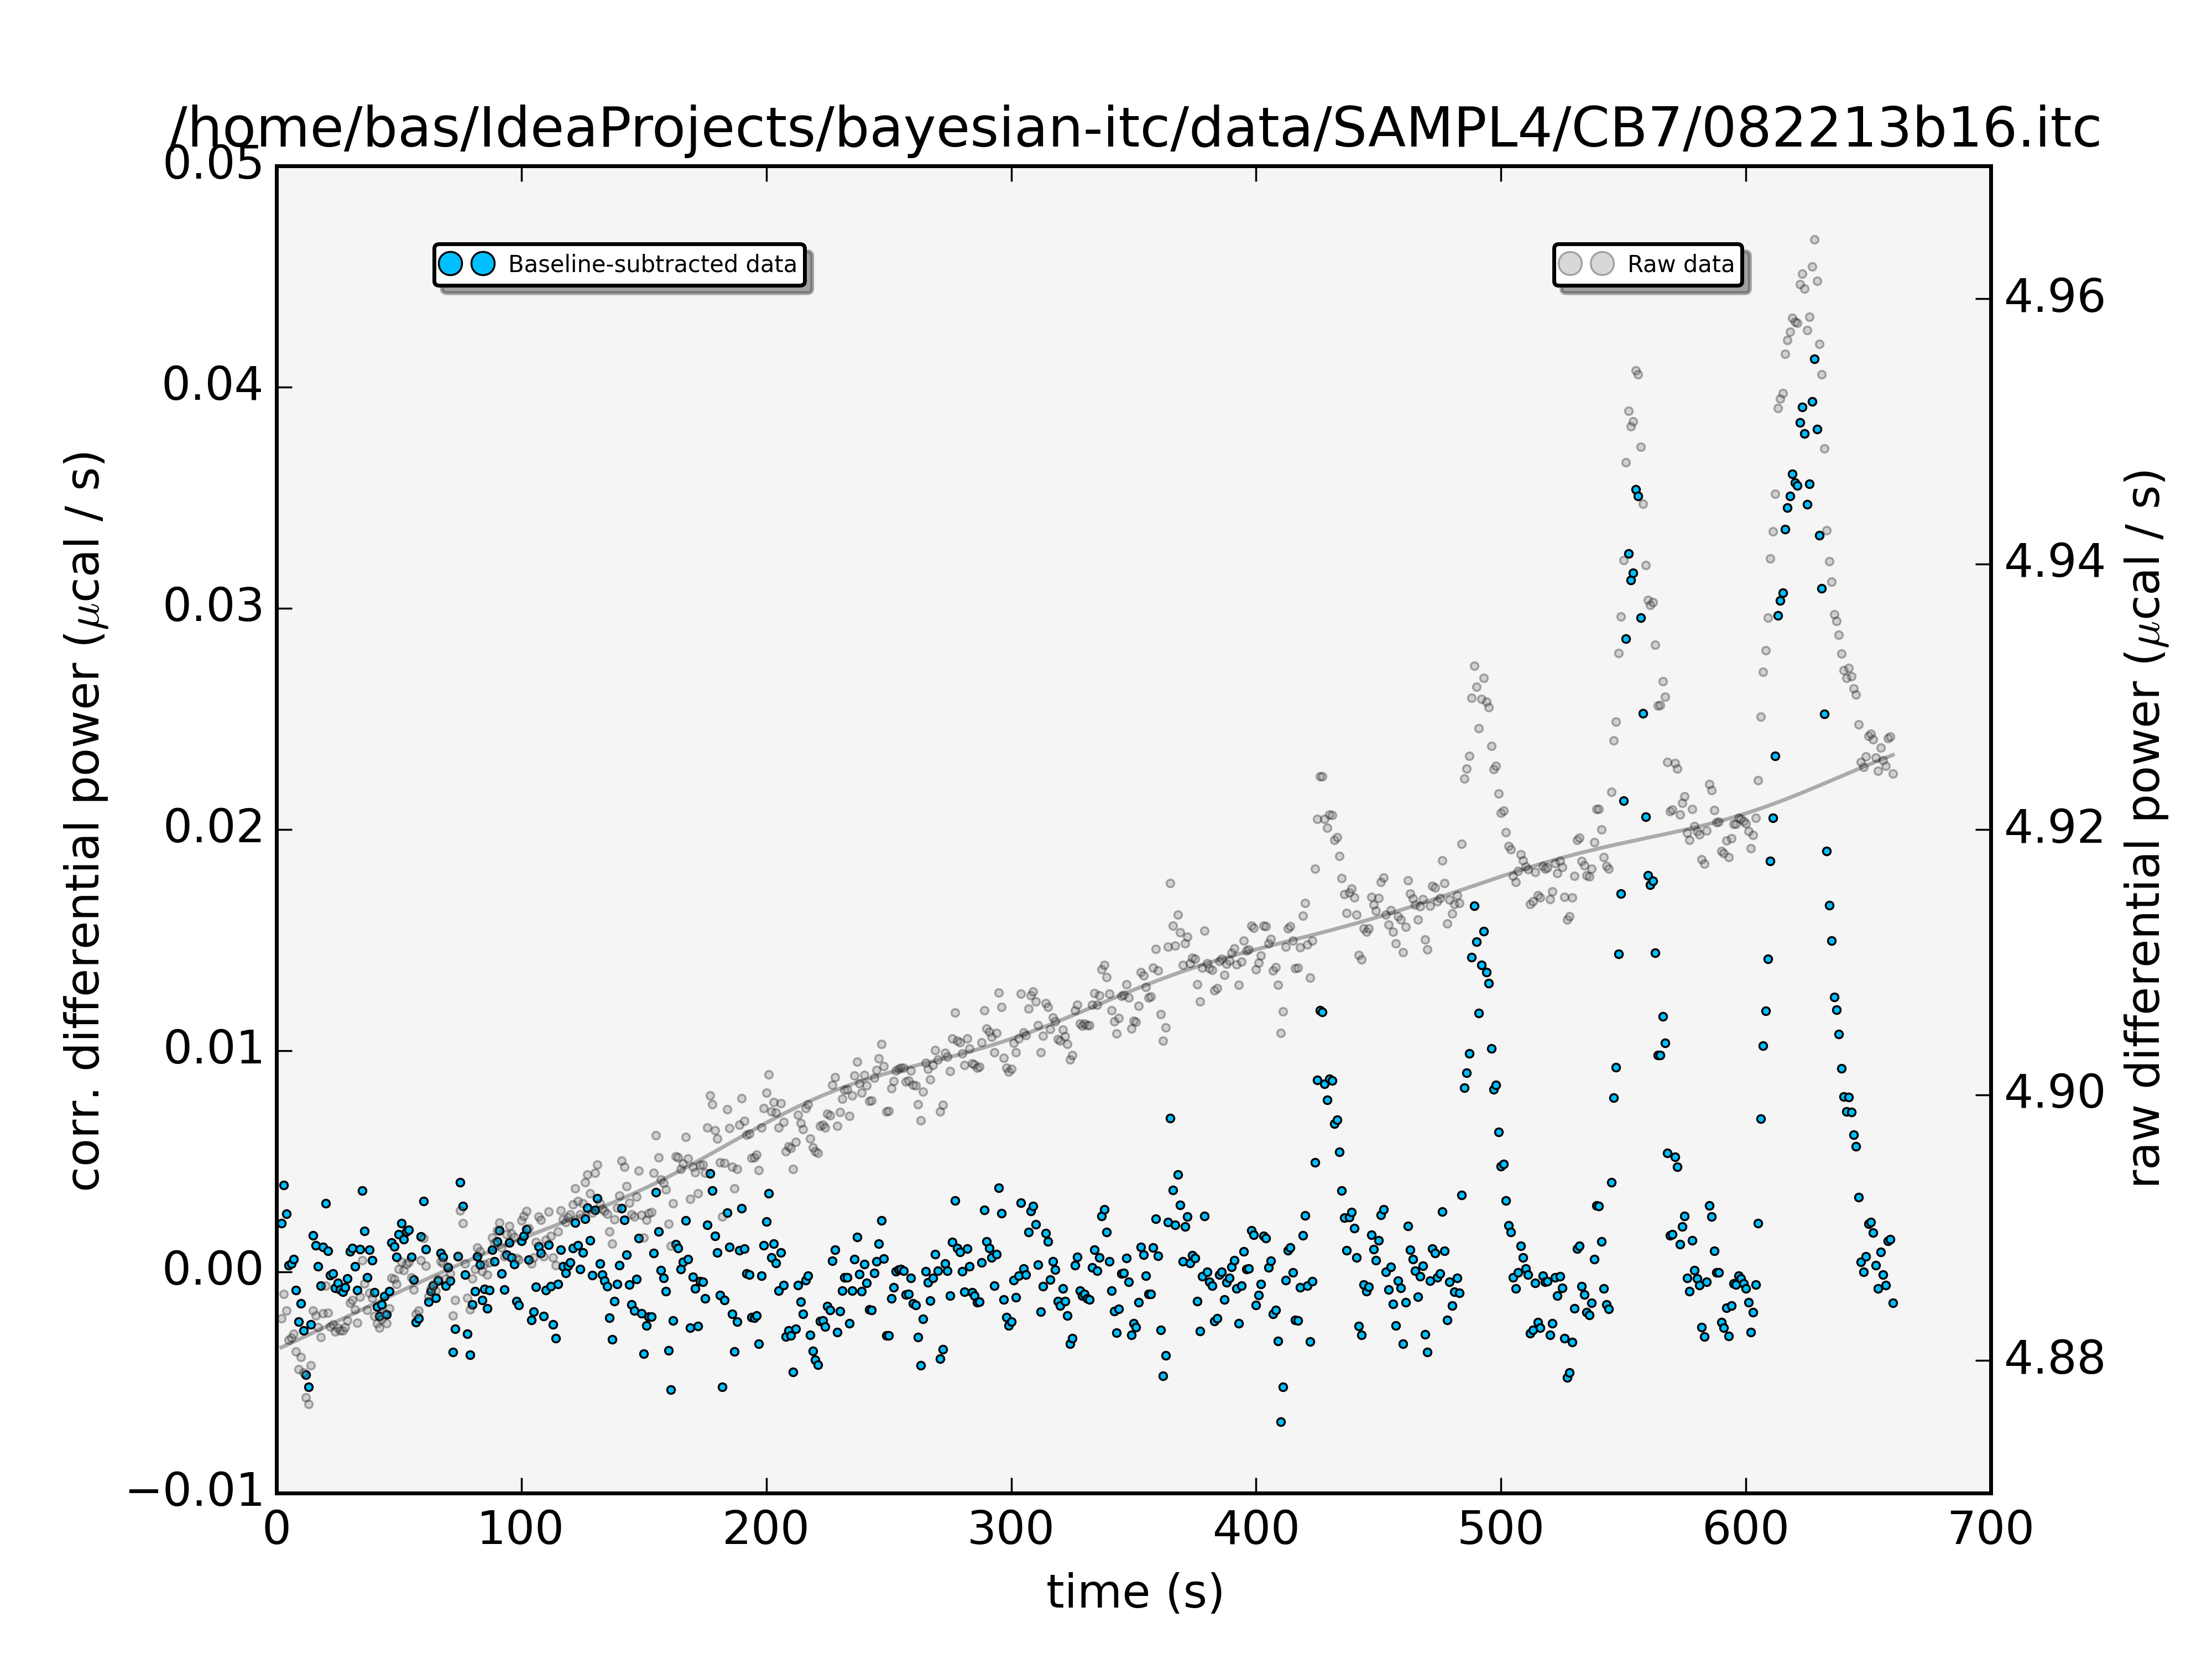 /home/bas/IdeaProjects/bayesian-itc/data/SAMPL4/CB7/082213b16.itc
Baseline-subtracted data
Raw data
corr. differential power (μcal / s)
0.05
0.04
0.03
0.02
0.01
0.00
−0.01
raw differential power (μcal / s)
4.96
4.94
4.92
4.90
4.88
0 100 200 300 400 500 600 700
time (s)